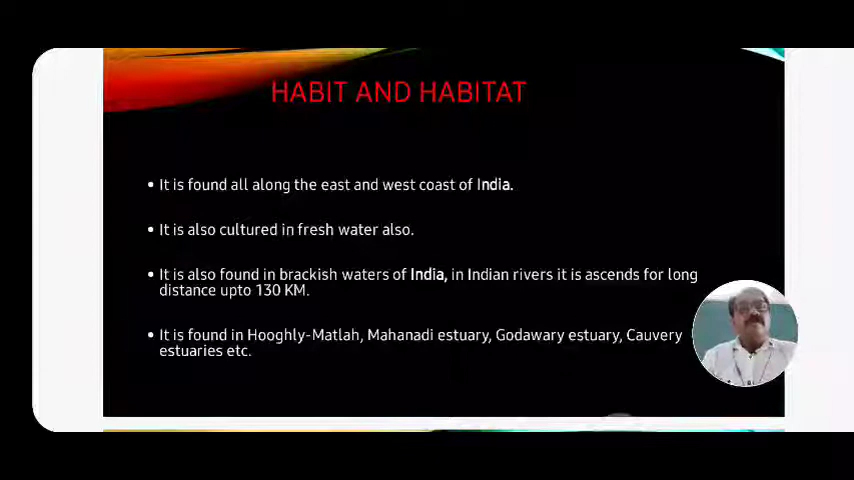 HABIT AND HABITAT
• It is found all along the east and west coast of India.
• It is also cultured in fresh water also.
• It is also found in brackish waters of India, in Indian rivers it is ascends for long
distance upto 130 KM.
• It is found in Hooghly-Matlah, Mahanadi estuary, Godawary estuary, Cauvery
estuaries etc.